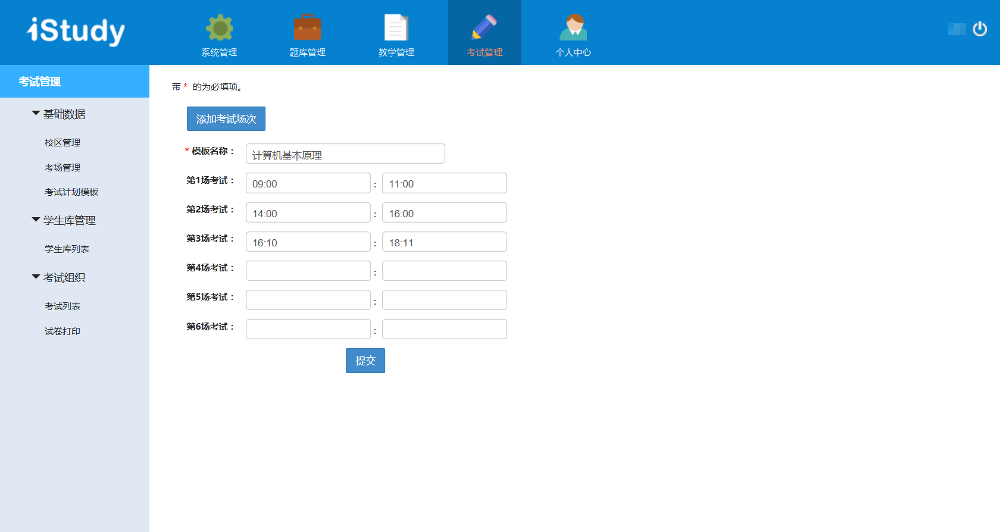 iStudy
系统管理
题库管理
教学管理
考试管理
个人中心
考试管理
基础数据
校区管理
考场管理
考试计划模板
学生库管理
学生库列表
考试组织
考试列表
试卷打印
带 * 的为必填项。
添加考试场次
* 模板名称： 计算机基本原理
第1场考试： 09:00 : 11:00
第2场考试： 14:00 : 16:00
第3场考试： 16:10 : 18:11
第4场考试： :
第5场考试： :
第6场考试： :
提交